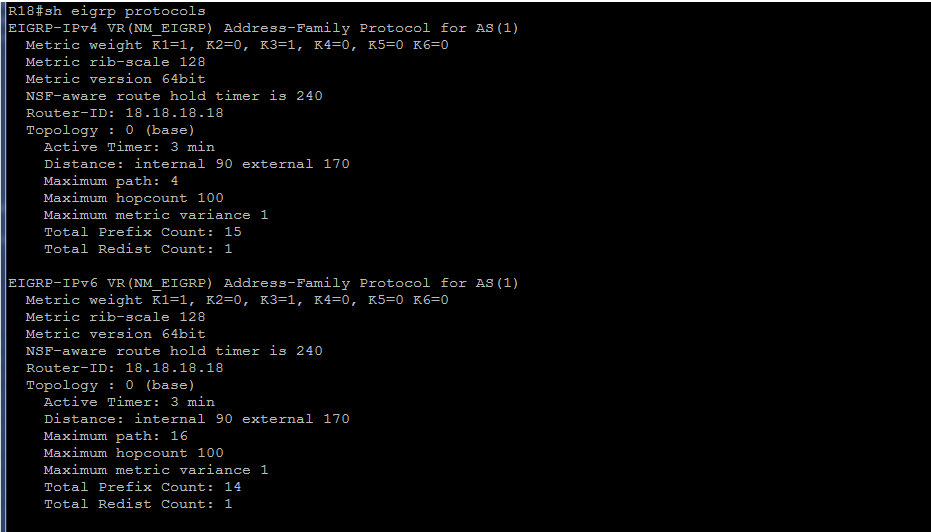 R18#sh eigrp protocols
EIGRP-IPv4 VR(NM_EIGRP) Address-Family Protocol for AS(1)
  Metric weight K1=1, K2=0, K3=1, K4=0, K5=0 K6=0
  Metric rib-scale 128
  Metric version 64bit
  NSF-aware route hold timer is 240
  Router-ID: 18.18.18.18
  Topology : 0 (base)
    Active Timer: 3 min
    Distance: internal 90 external 170
    Maximum path: 4
    Maximum hopcount 100
    Maximum metric variance 1
    Total Prefix Count: 15
    Total Redist Count: 1

EIGRP-IPv6 VR(NM_EIGRP) Address-Family Protocol for AS(1)
  Metric weight K1=1, K2=0, K3=1, K4=0, K5=0 K6=0
  Metric rib-scale 128
  Metric version 64bit
  NSF-aware route hold timer is 240
  Router-ID: 18.18.18.18
  Topology : 0 (base)
    Active Timer: 3 min
    Distance: internal 90 external 170
    Maximum path: 16
    Maximum hopcount 100
    Maximum metric variance 1
    Total Prefix Count: 14
    Total Redist Count: 1